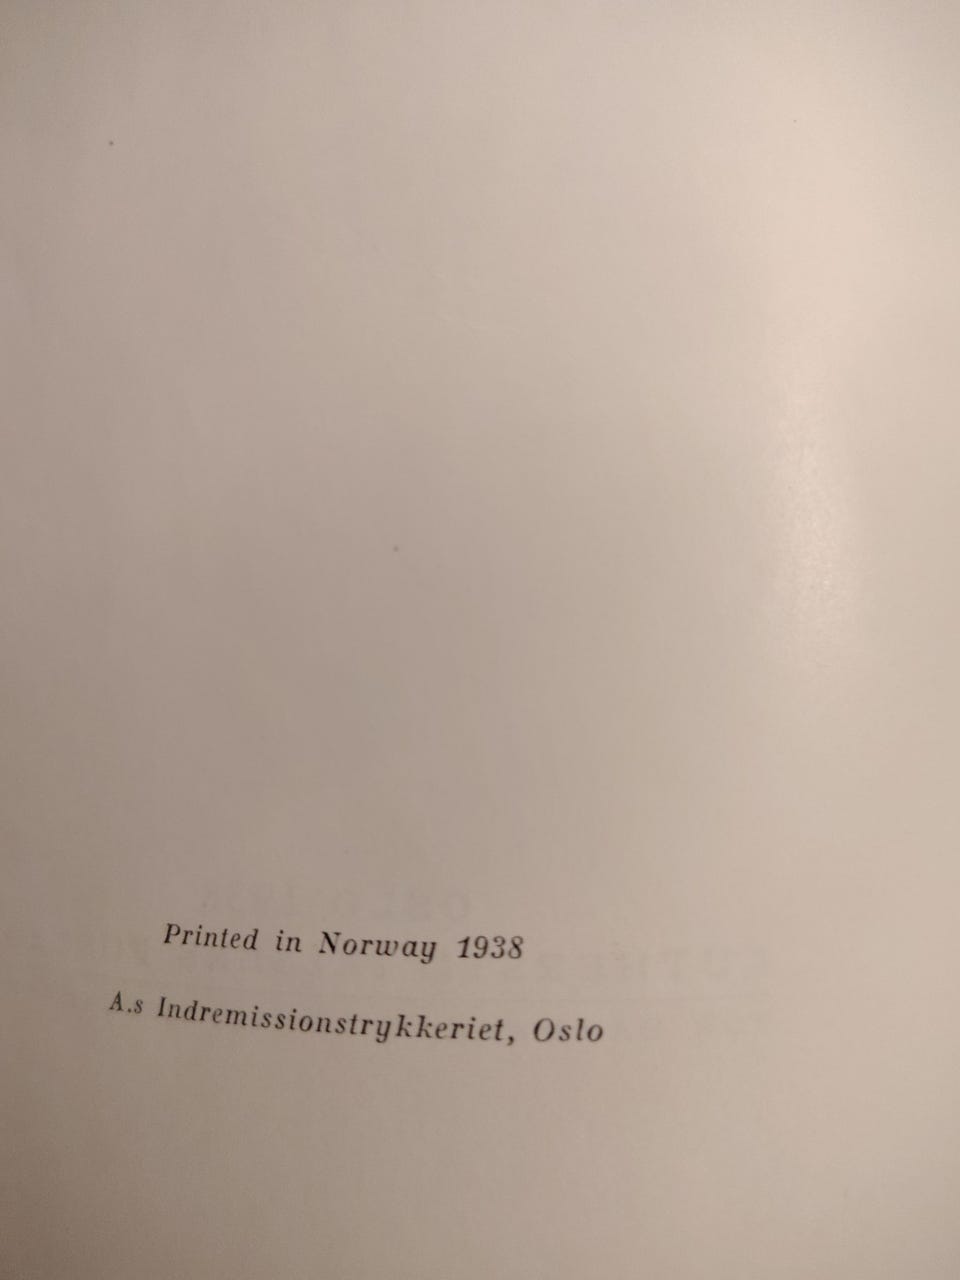 Printed in Norway 1938
A.s Indremissionstrykkeriet, Oslo